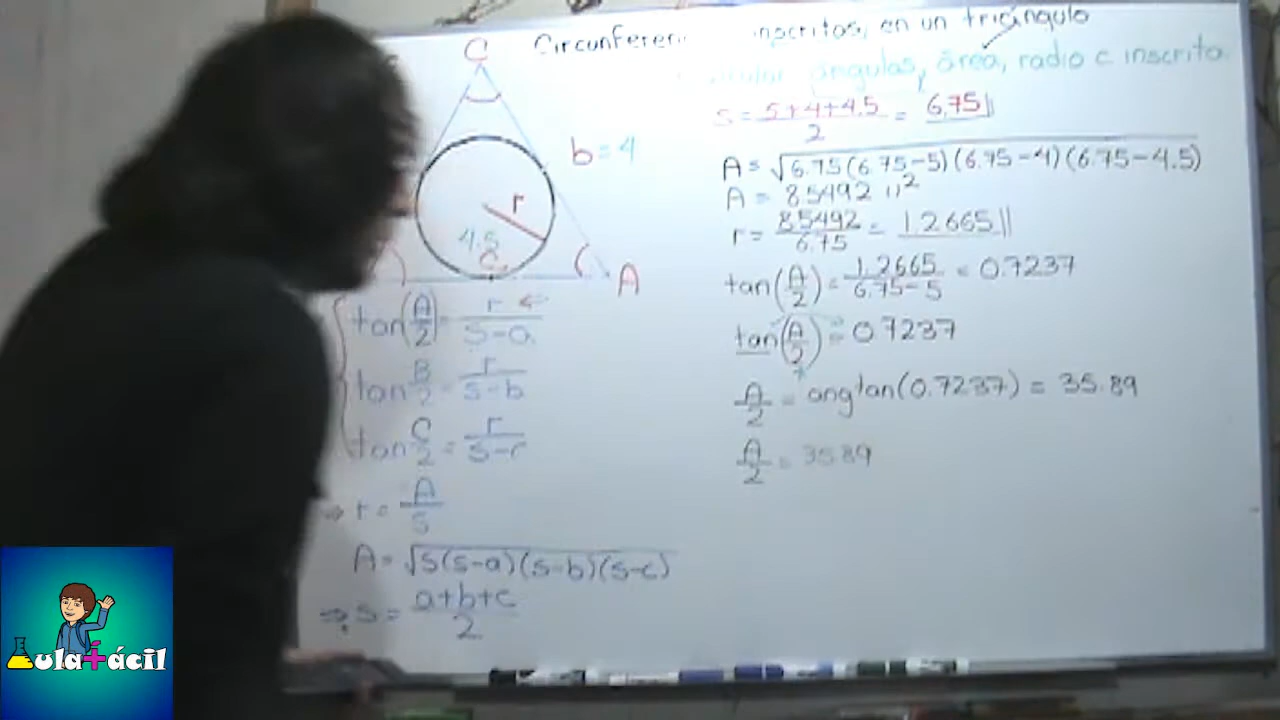 Circunferen inscritos, en un triángulo
ángulos, área, radio c inscrita.
C
b=4
r
4.5
C
A
tan(A/2)= r/s-a
tan B/2 = r/s-b
tan C/2 = r/s-c
⇒ r = A/s
A=√s(s-a)(s-b)(s-c)
⇒ s= a+b+c/2
s= 5+4+4.5/2 = 6.75
A=√6.75(6.75-5)(6.75-4)(6.75-4.5)
A = 8.5492 u²
r= 8.5492/6.75 = 1.2665
tan(A/2)= 1.2665/6.75-5 = 0.7237
tan(A/2)= 0.7237
A/2 = angtan(0.7237) = 35.89
A/2 = 35.89
Aula+ácil